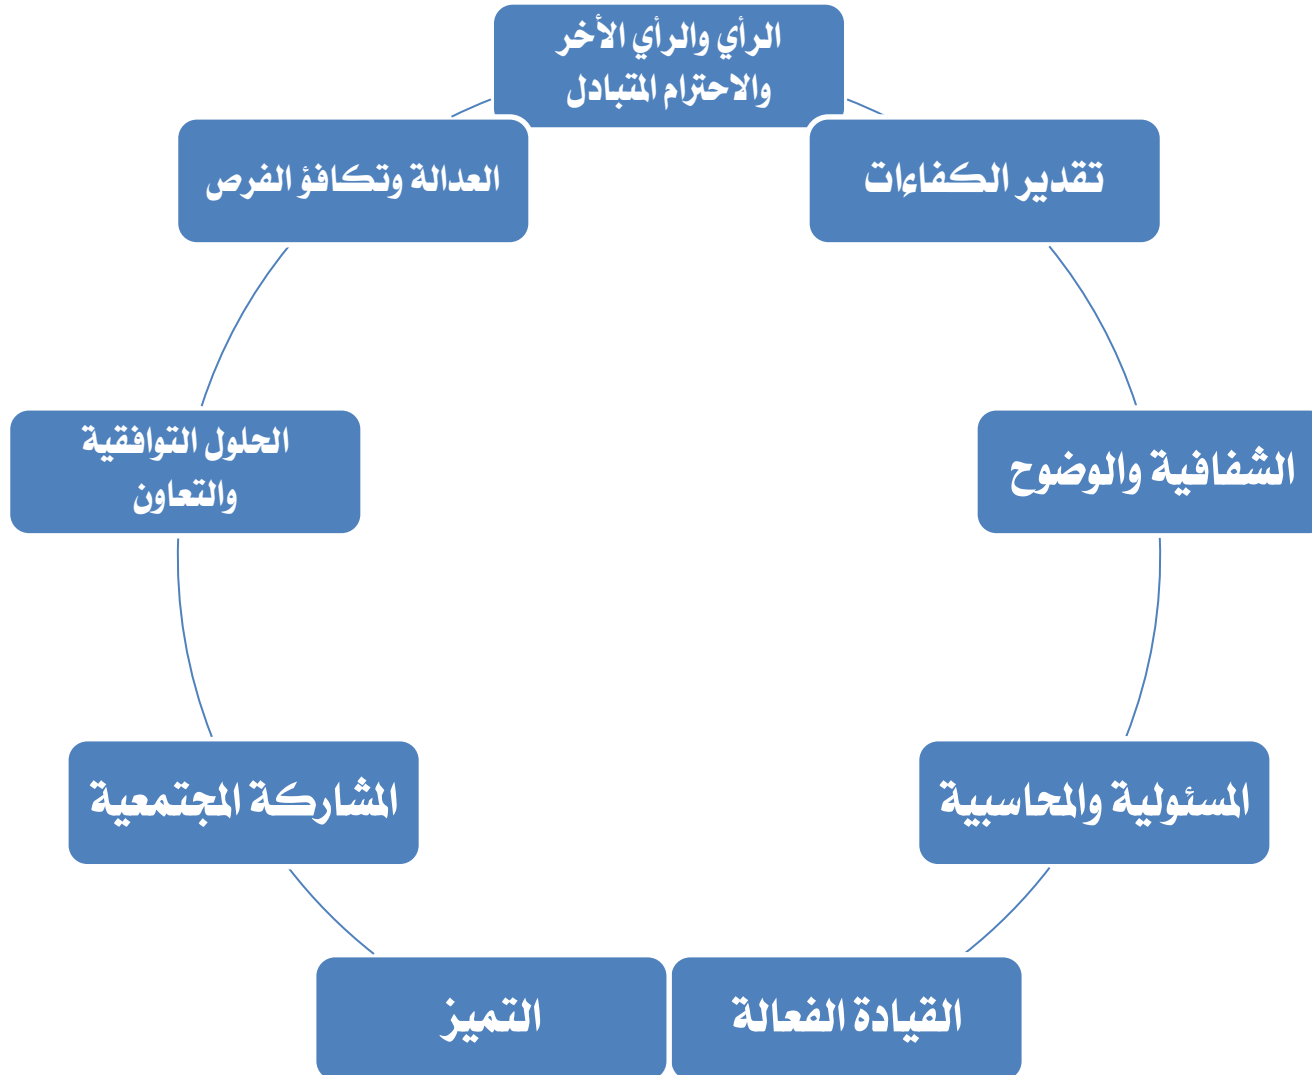 الرأي والرأي الأخر
والاحترام المتبادل
تقدير الكفاءات
العدالة وتكافؤ الفرص
الشفافية والوضوح
الحلول التوافقية
والتعاون
المسئولية والمحاسبية
المشاركة المجتمعية
القيادة الفعالة
التميز